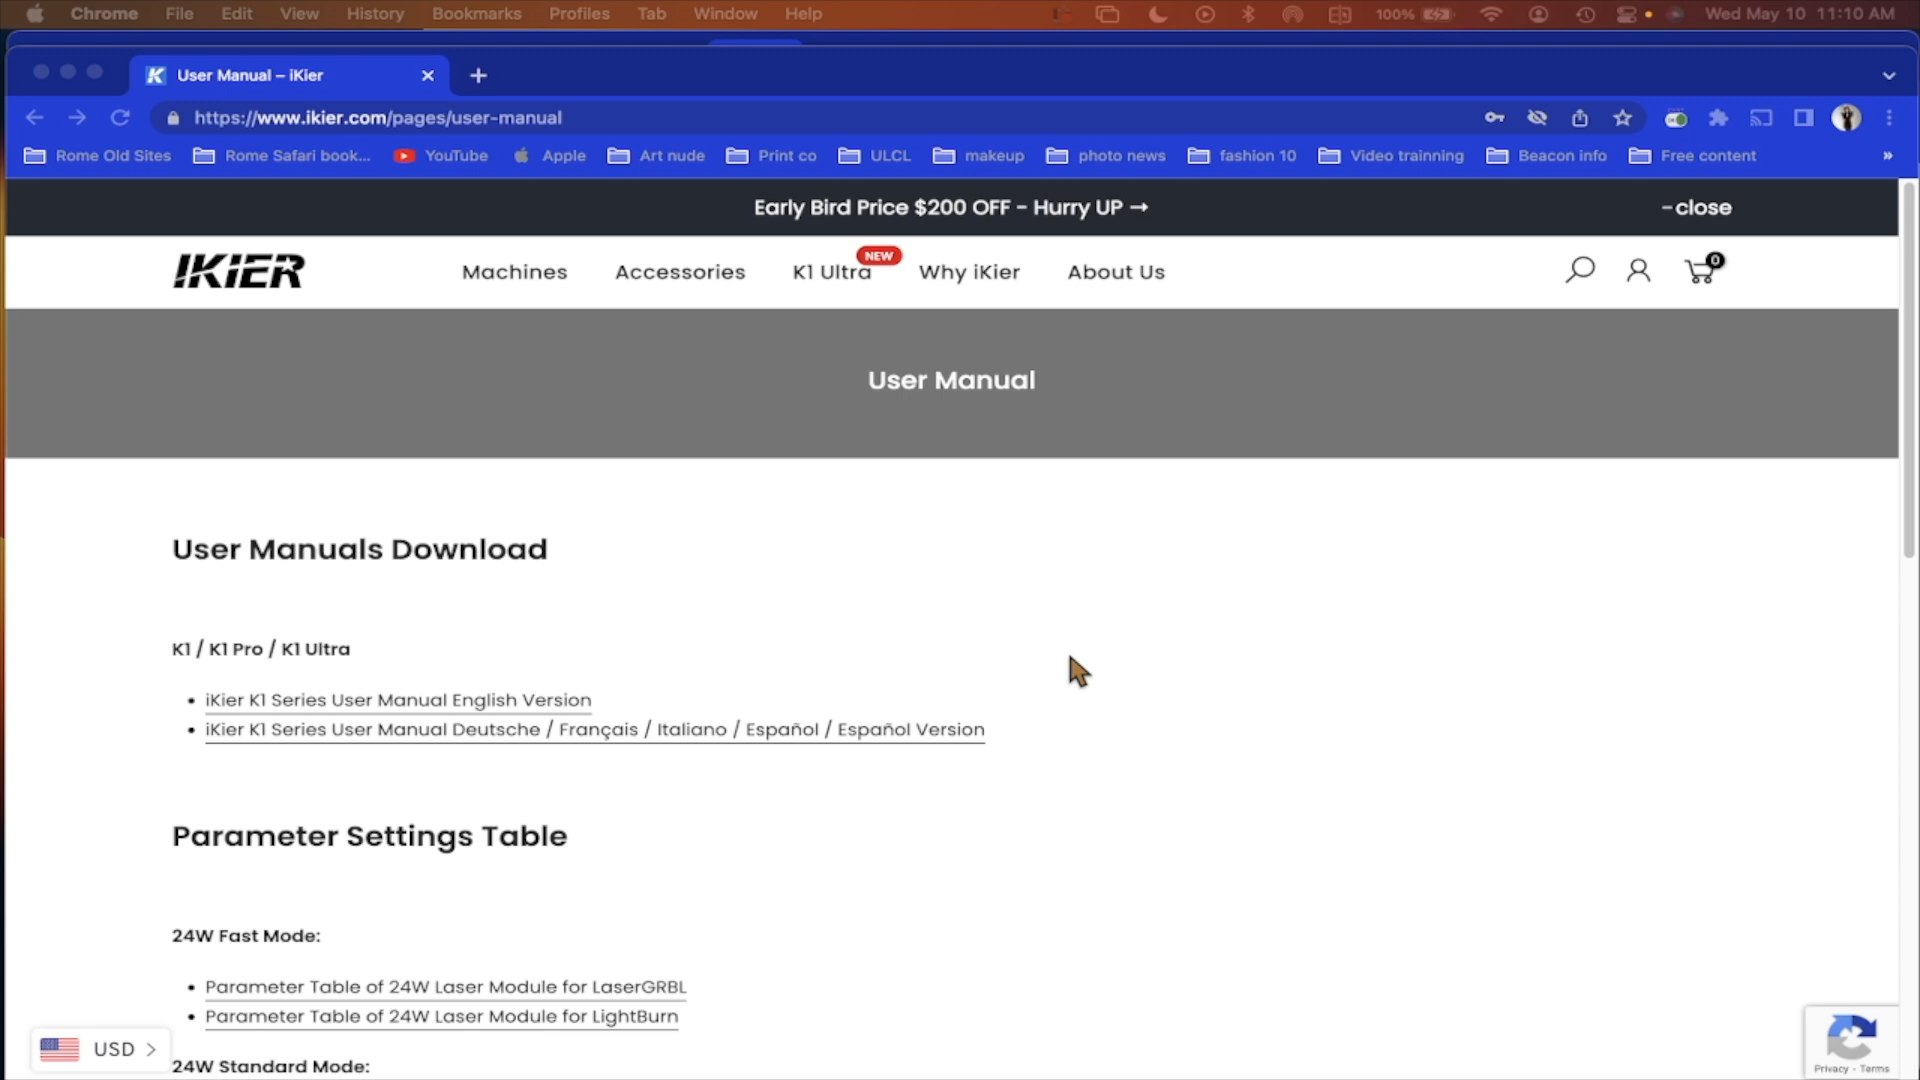 Chrome File Edit View History Bookmarks Profiles Tab Window Help 100% Wed May 10 11:10 AM
User Manual – iKier
https://www.ikier.com/pages/user-manual
Rome Old Sites Rome Safari book... YouTube Apple Art nude Print co ULCL makeup photo news fashion 10 Video trainning Beacon info Free content »
Early Bird Price $200 OFF - Hurry UP → -close
IKIER Machines Accessories K1 Ultra NEW Why iKier About Us 0
User Manual
User Manuals Download
K1 / K1 Pro / K1 Ultra
• iKier K1 Series User Manual English Version
• iKier K1 Series User Manual Deutsche / Français / Italiano / Español / Español Version
Parameter Settings Table
24W Fast Mode:
• Parameter Table of 24W Laser Module for LaserGRBL
• Parameter Table of 24W Laser Module for LightBurn
USD >
24W Standard Mode:
Privacy - Terms